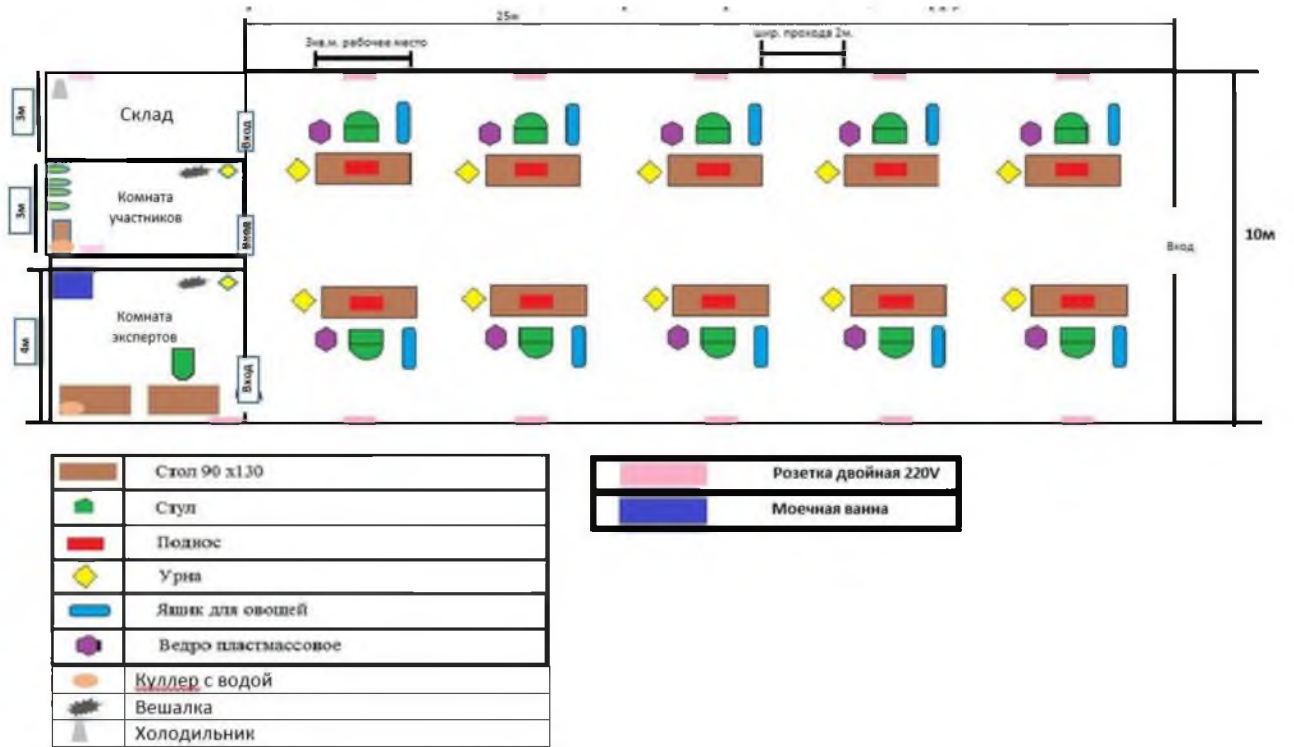 25м
3кв.м. рабочее место
шир. прохода 2м.
3м
Склад
Вход
3м
Комната
участников
Вход
Вход
10м
4м
Комната
экспертов
Вход
Стол 90 х130
Стул
Поднос
Урна
Ящик для овощей
Ведро пластмассовое
Куллер с водой
Вешалка
Холодильник
Розетка двойная 220V
Моечная ванна